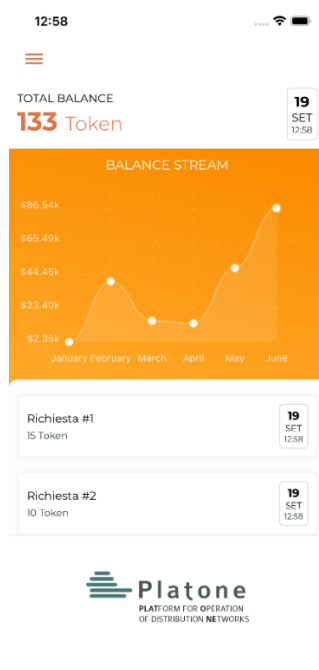 12:58
TOTAL BALANCE
133 Token
19
SET
12:58
BALANCE STREAM
$86.54k
$65.49k
$44.45k
$23.40k
$2.35k
January February March April May June
Richiesta #1
15 Token
19
SET
12:58
Richiesta #2
10 Token
19
SET
12:58
Platone
PLATFORM FOR OPERATION
OF DISTRIBUTION NETWORKS